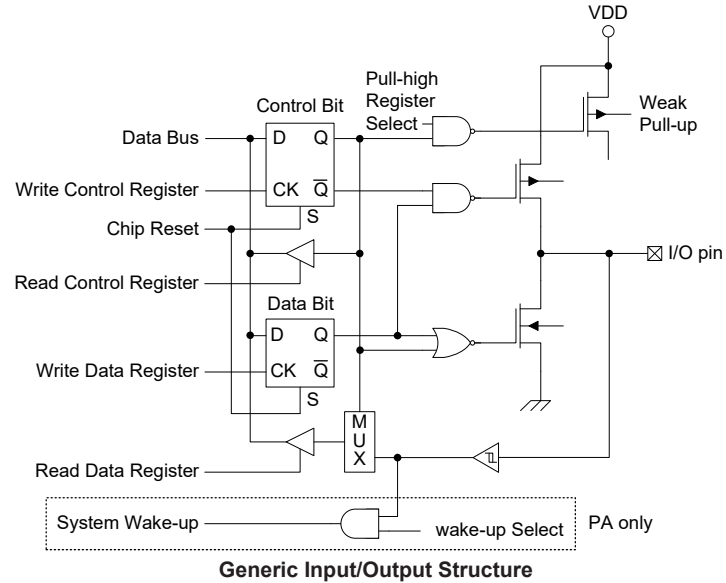 VDD
Pull-high
Register
Select
Weak
Pull-up
Control Bit
Data Bus
D
Q
Write Control Register
CK
Q̅
Chip Reset
S
I/O pin
Read Control Register
Data Bit
D
Q
Write Data Register
CK
Q̅
S
M
U
X
Read Data Register
System Wake-up
wake-up Select
PA only
Generic Input/Output Structure